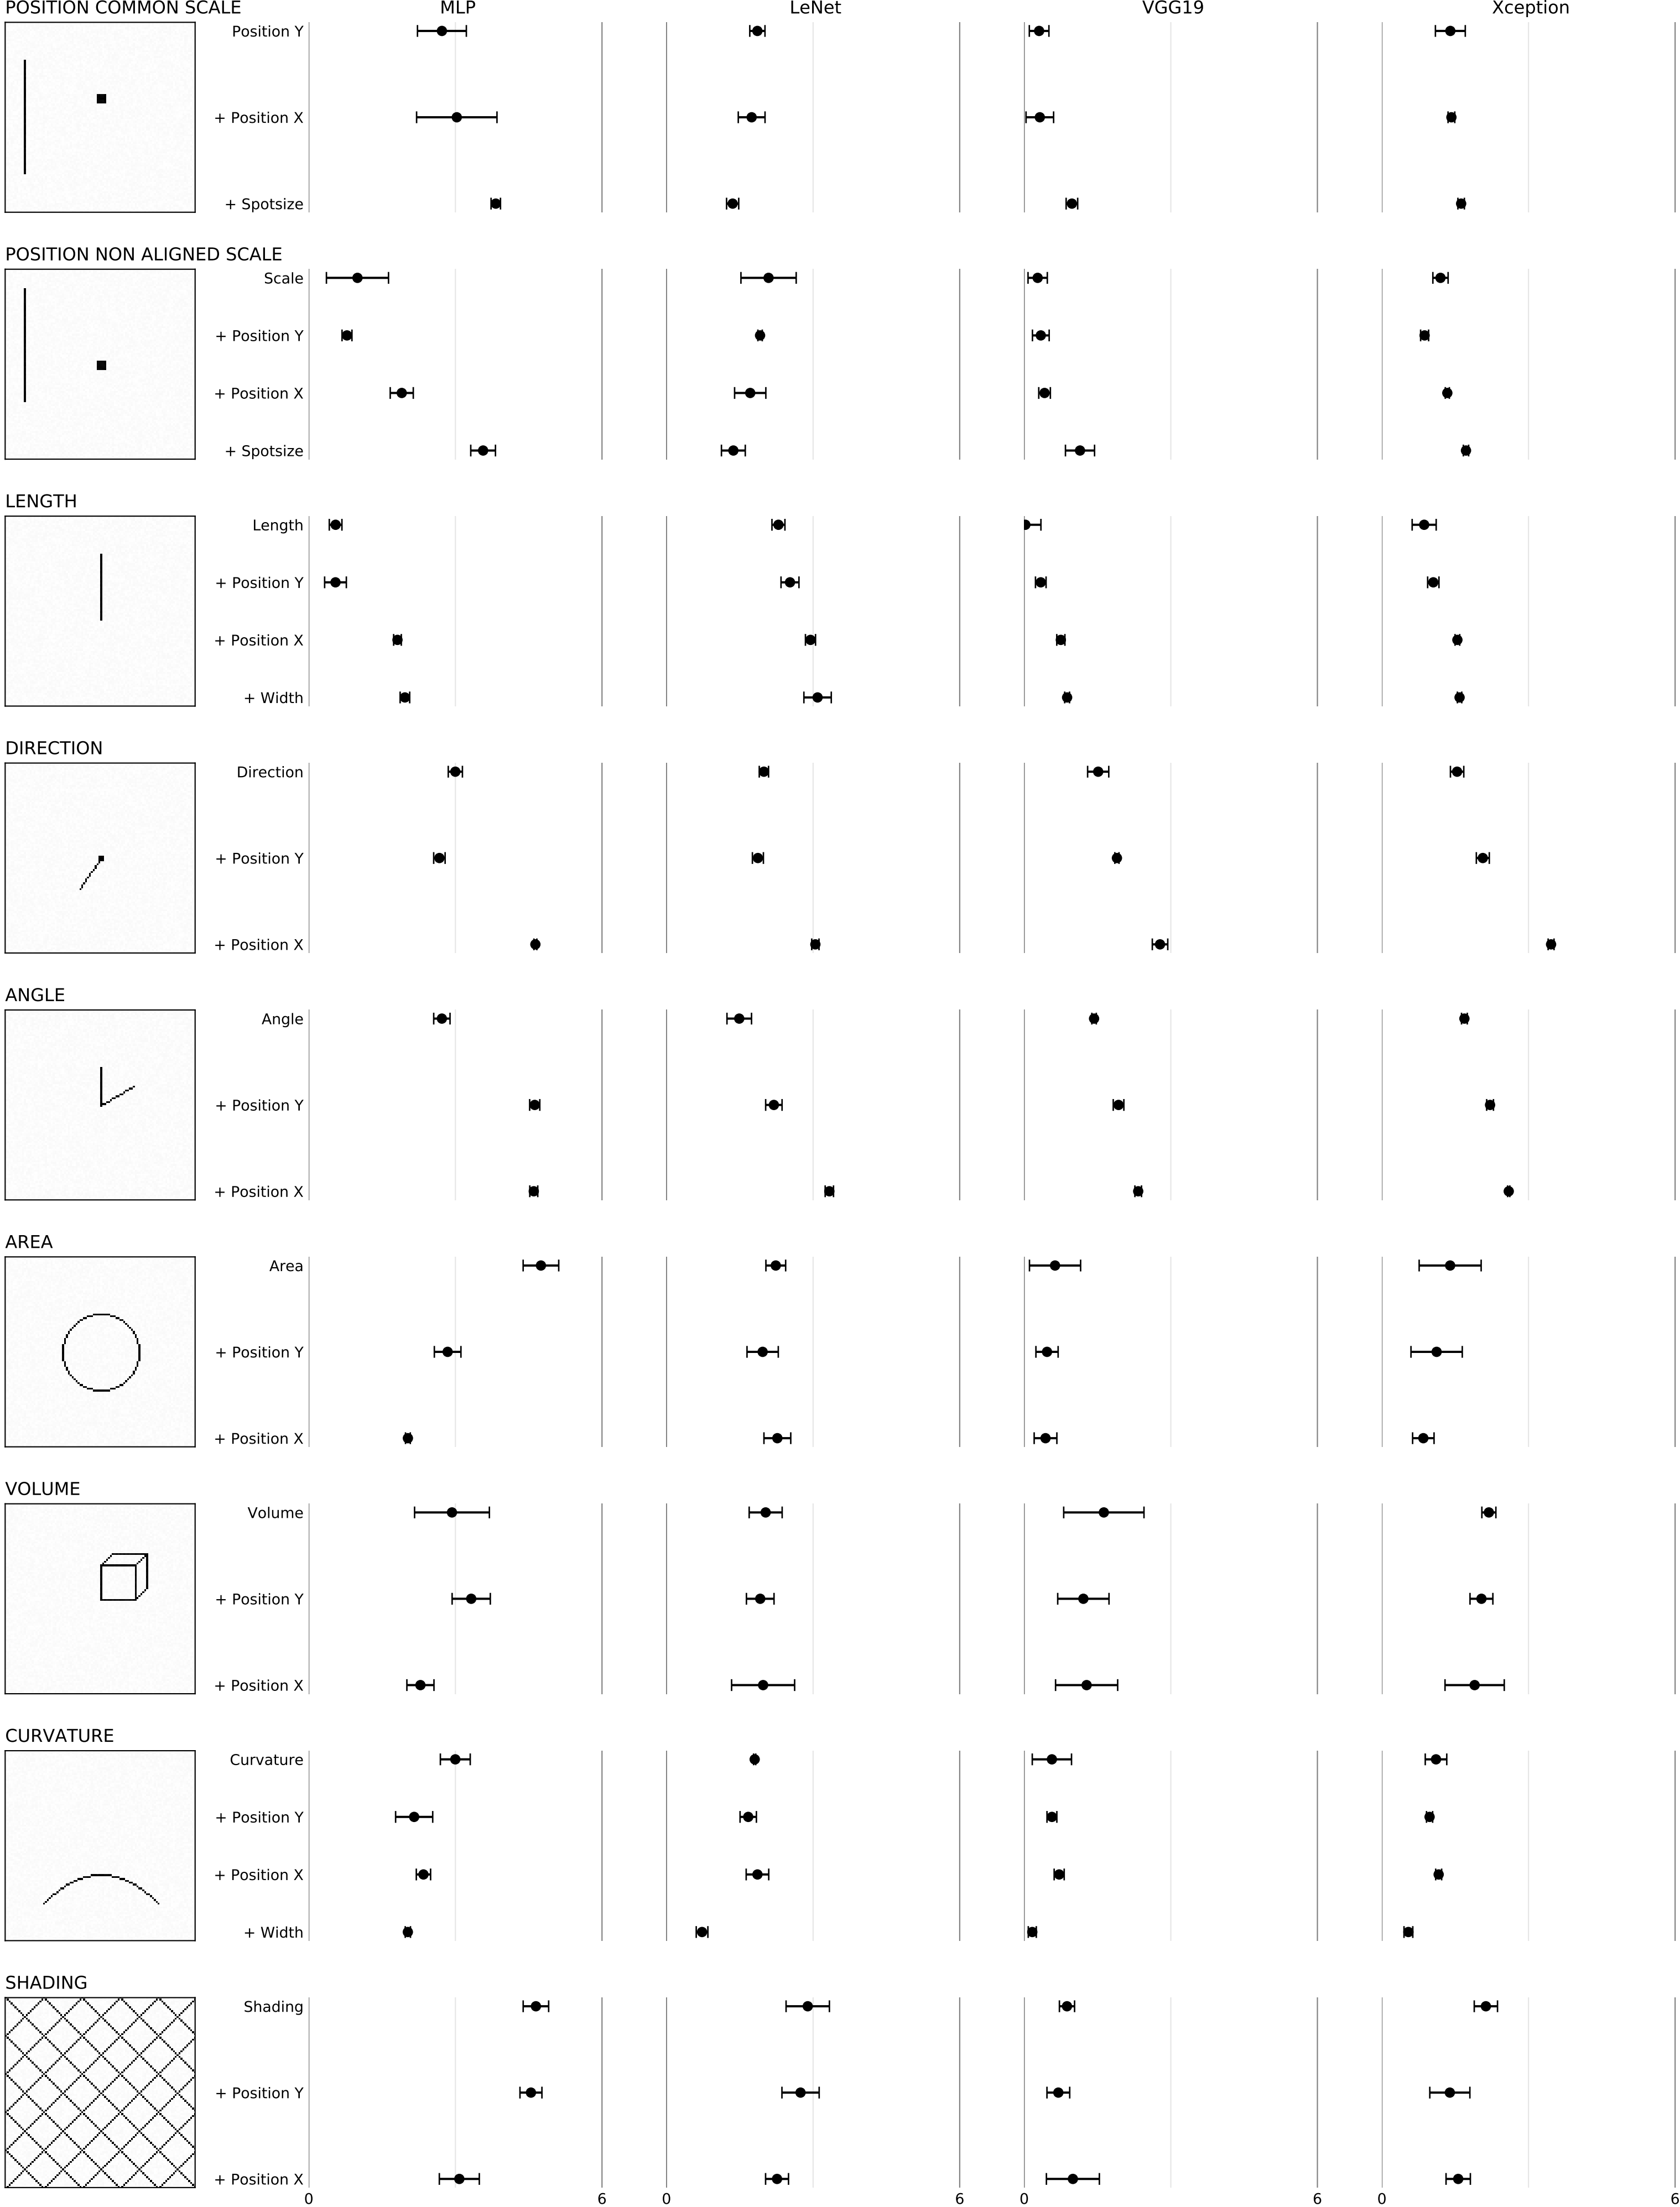 POSITION COMMON SCALE MLP LeNet VGG19 Xception
Position Y
+ Position X
+ Spotsize
POSITION NON ALIGNED SCALE
Scale
+ Position Y
+ Position X
+ Spotsize
LENGTH
Length
+ Position Y
+ Position X
+ Width
DIRECTION
Direction
+ Position Y
+ Position X
ANGLE
Angle
+ Position Y
+ Position X
AREA
Area
+ Position Y
+ Position X
VOLUME
Volume
+ Position Y
+ Position X
CURVATURE
Curvature
+ Position Y
+ Position X
+ Width
SHADING
Shading
+ Position Y
+ Position X
0 6 0 6 0 6 0 6